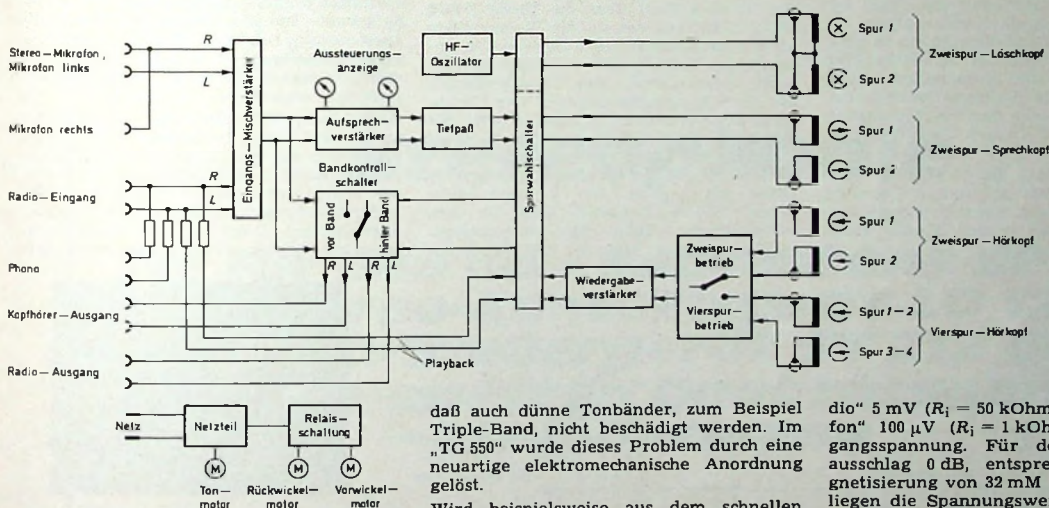 Stereo—Mikrofon,
Mikrofon links
Mikrofon rechts
Radio—Eingang
Phono
Kopfhörer—Ausgang
Radio—Ausgang
R
L
R
L
Eingangs—Mischverstärker
Aussteuerungs—
anzeige
Aufsprech—
verstärker
Bandkontroll—
schalter
vor Band
hinter Band
R L R L
Playback
HF—
Oszillator
Tiefpaß
Spurwahlschalter
Wiedergabe—
verstärker
Zweispur—
betrieb
Vierspur—
betrieb
Spur 1
Spur 2
Zweispur—Löschkopf
Spur 1
Spur 2
Zweispur—Sprechkopf
Spur 1
Spur 2
Zweispur—Hörkopf
Spur 1—2
Spur 3—4
Vierspur—Hörkopf
Netz
Netzteil
Relais—
schaltung
M
M
M
Ton—
motor
Rückwickel—
motor
Vorwickel—
motor
daß auch dünne Tonbänder, zum Beispiel
Triple-Band, nicht beschädigt werden. Im
„TG 550“ wurde dieses Problem durch eine
neuartige elektromechanische Anordnung
gelöst.
Wird beispielsweise aus dem schnellen
dio“ 5 mV (Ri = 50 kOhm
fon“ 100 µV (Ri = 1 kOh
gangsspannung. Für de
ausschlag 0 dB, entspre
gnetisierung von 32 mM
liegen die Spannungswe